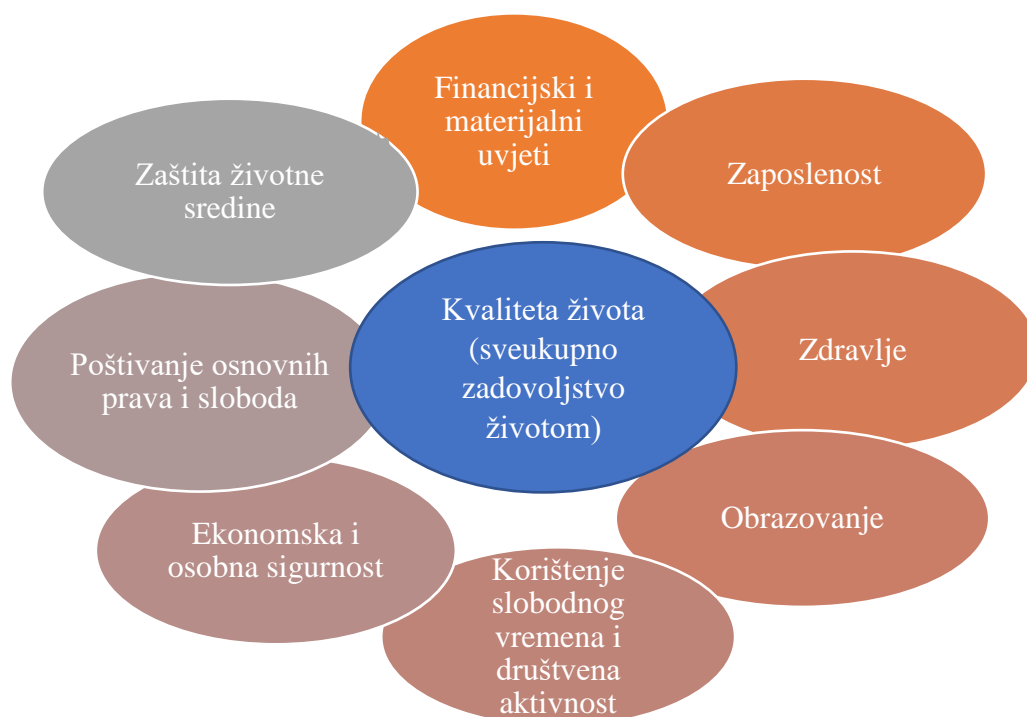 Financijski i
materijalni
uvjeti
Zaposlenost
Zdravlje
Obrazovanje
Korištenje
slobodnog
vremena i
društvena
aktivnost
Ekonomska i
osobna sigurnost
Poštivanje osnovnih
prava i sloboda
Zaštita životne
sredine
Kvaliteta života
(sveukupno
zadovoljstvo
životom)